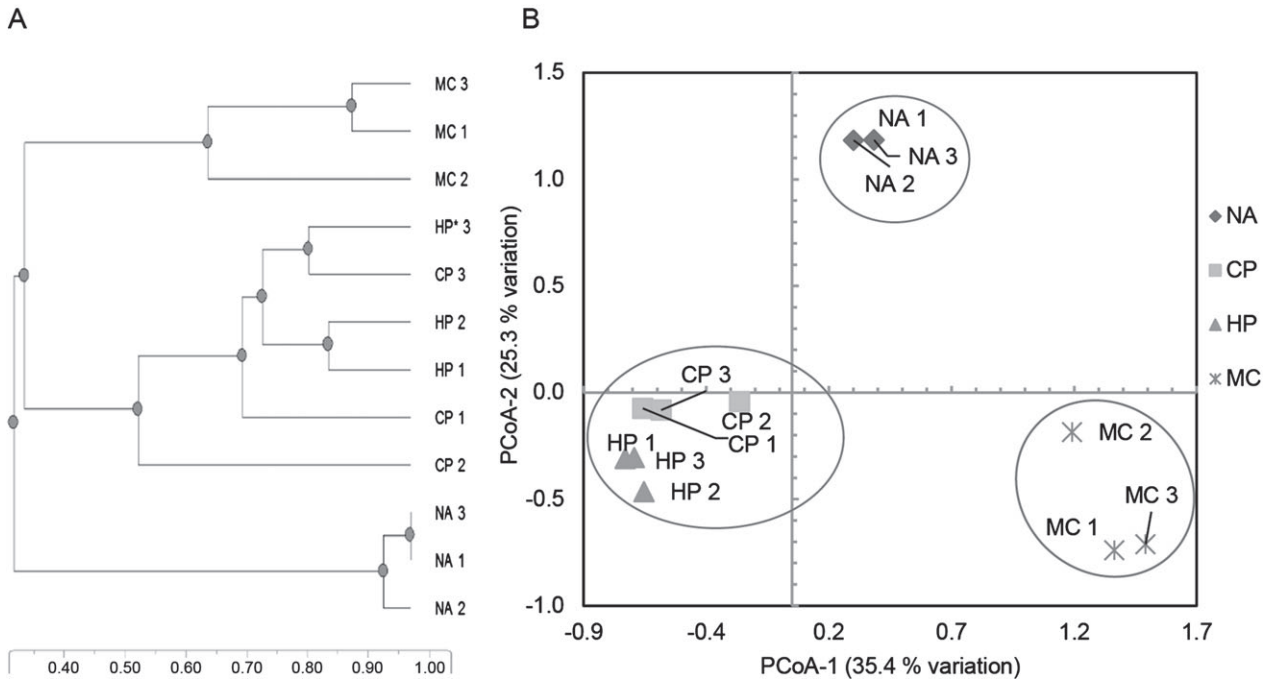 A
MC 3
MC 1
MC 2
HP* 3
CP 3
HP 2
HP 1
CP 1
CP 2
NA 3
NA 1
NA 2
0.40 0.50 0.60 0.70 0.80 0.90 1.00
B
PCoA-2 (25.3 % variation)
1.5
1.0
0.5
0.0
-0.5
-1.0
NA 1
NA 3
NA 2
CP 3
CP 2
CP 1
HP 1
HP 3
HP 2
MC 2
MC 3
MC 1
-0.9 -0.4 0.2 0.7 1.2 1.7
PCoA-1 (35.4 % variation)
NA
CP
HP
MC